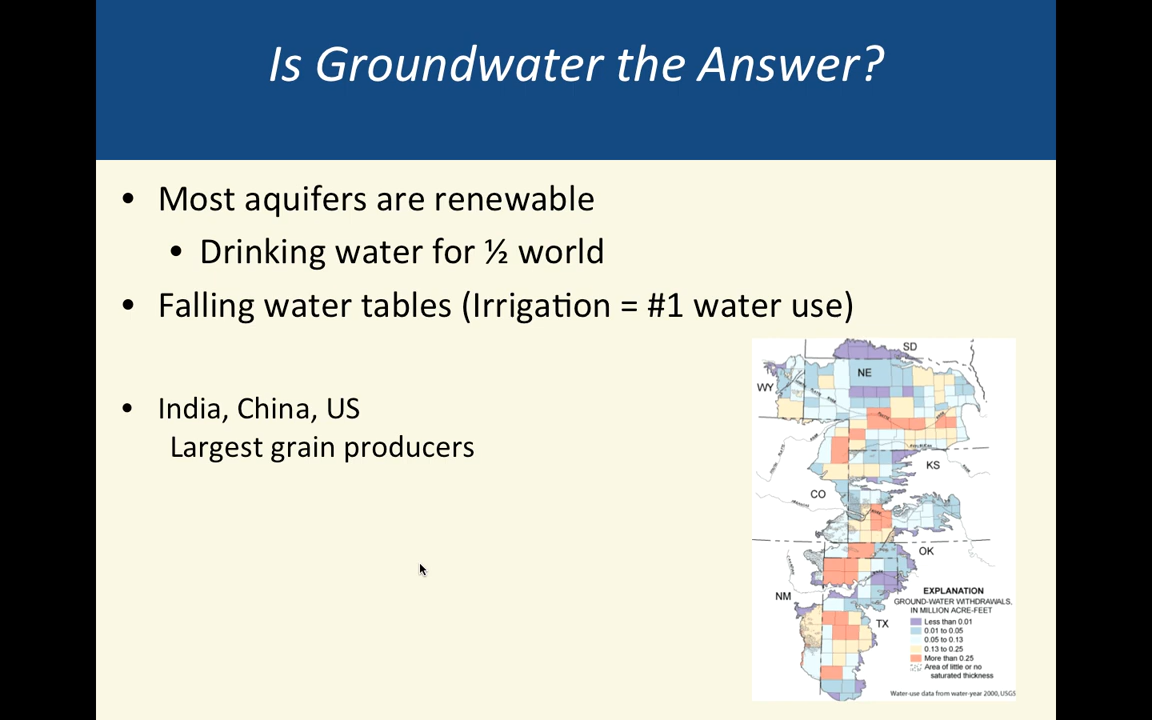 Is Groundwater the Answer?
• Most aquifers are renewable
• Drinking water for ½ world
• Falling water tables (Irrigation = #1 water use)
• India, China, US
Largest grain producers
SD
WY
NE
KS
CO
OK
NM
TX
EXPLANATION
GROUND-WATER WITHDRAWALS,
IN MILLION ACRE-FEET
Less than 0.01
0.01 to 0.05
0.05 to 0.13
0.13 to 0.25
More than 0.25
Area of little or no
saturated thickness
Water-use data from water-year 2000, USGS